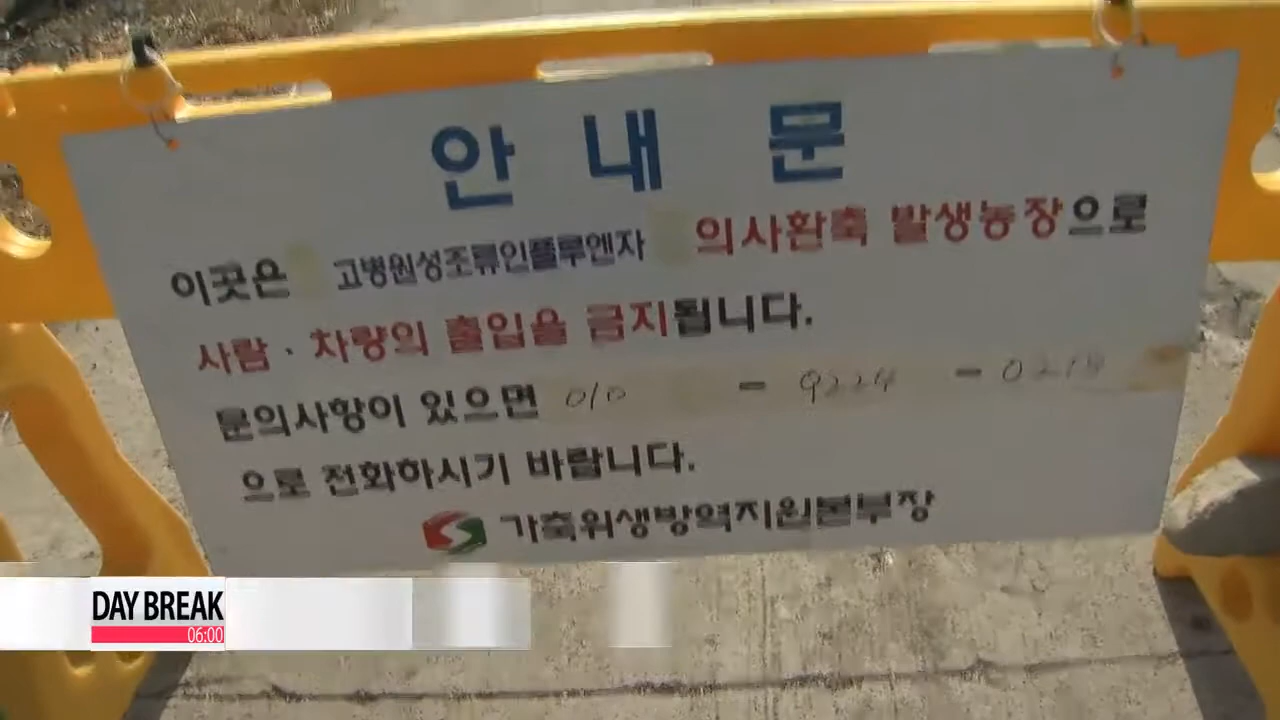 안 내 문
이곳은 고병원성조류인플루엔자 의사환축 발생농장으로
사람 · 차량의 출입을 금지됩니다.
문의사항이 있으면 010 - 9224 -
으로 전화하시기 바랍니다.
가축위생방역지원본부장
DAY BREAK
06:00